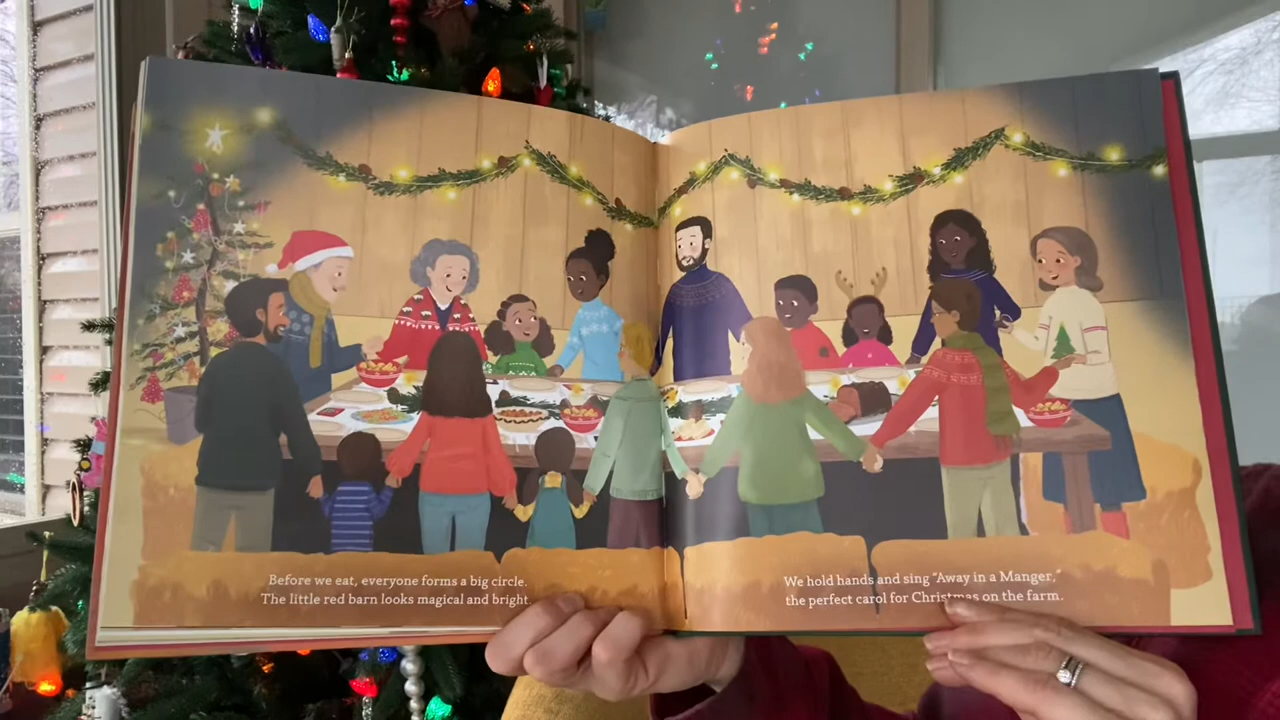 Before we eat, everyone forms a big circle.
The little red barn looks magical and bright.
We hold hands and sing "Away in a Manger,"
the perfect carol for Christmas on the farm.